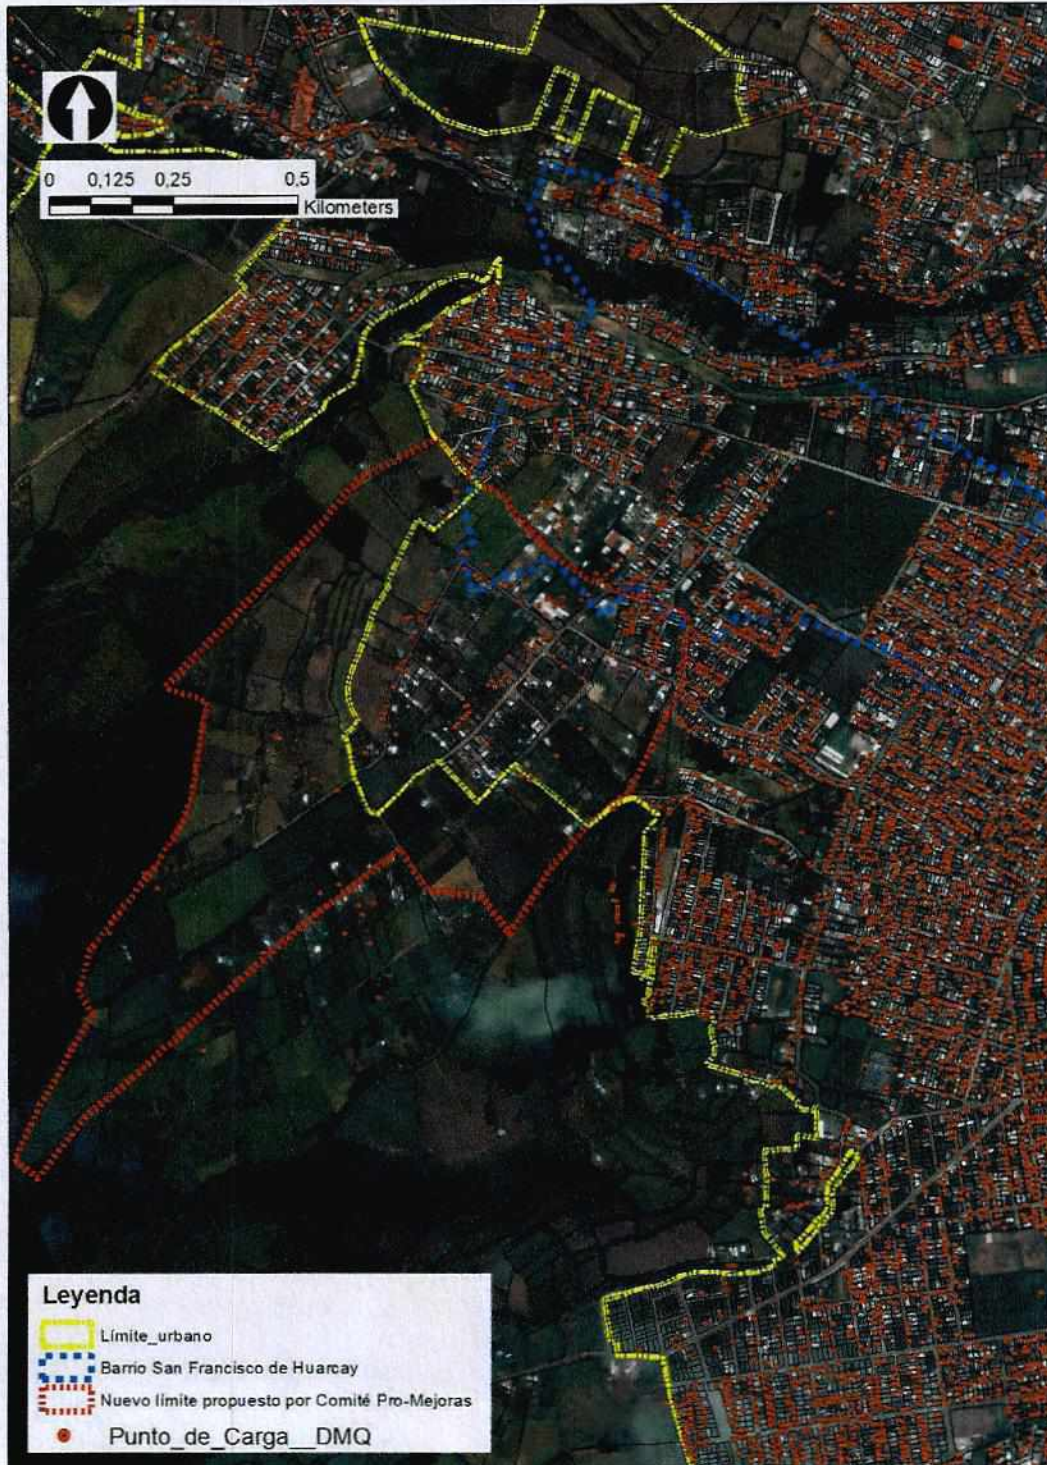 0 0,125 0,25 0,5
Kilometers
Leyenda
Límite_urbano
Barrio San Francisco de Huarcay
Nuevo límite propuesto por Comité Pro-Mejoras
Punto_de_Carga__DMQ